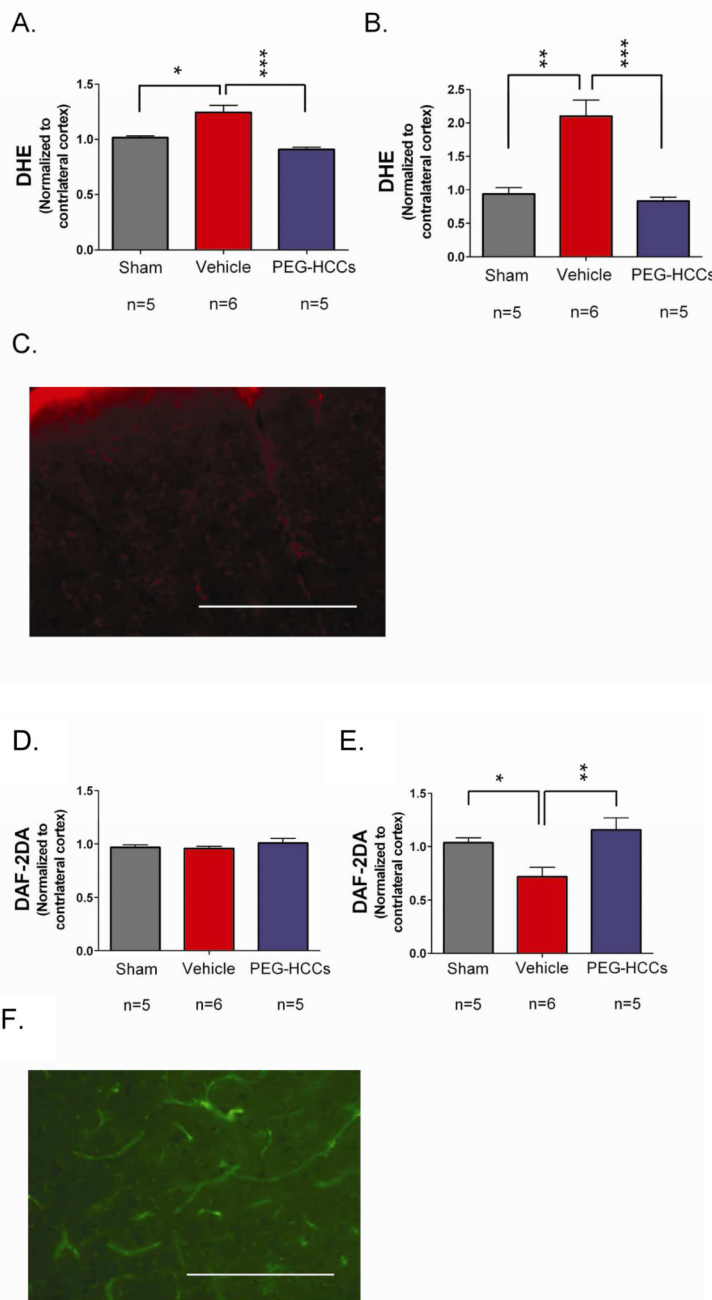 A.
*
***
DHE
(Normalized to
contrlateral cortex)
1.5
1.0
0.5
0.0
Sham Vehicle PEG-HCCs
n=5 n=6 n=5
B.
**
***
DHE
(Normalized to
contralateral cortex)
2.5
2.0
1.5
1.0
0.5
0.0
Sham Vehicle PEG-HCCs
n=5 n=6 n=5
C.
D.
DAF-2DA
(Normalized to
contrlateral cortex)
1.5
1.0
0.5
0.0
Sham Vehicle PEG-HCCs
n=5 n=6 n=5
E.
*
**
DAF-2DA
(Normalized to
contrlateral cortex)
1.5
1.0
0.5
0.0
Sham Vehicle PEG-HCCs
n=5 n=6 n=5
F.